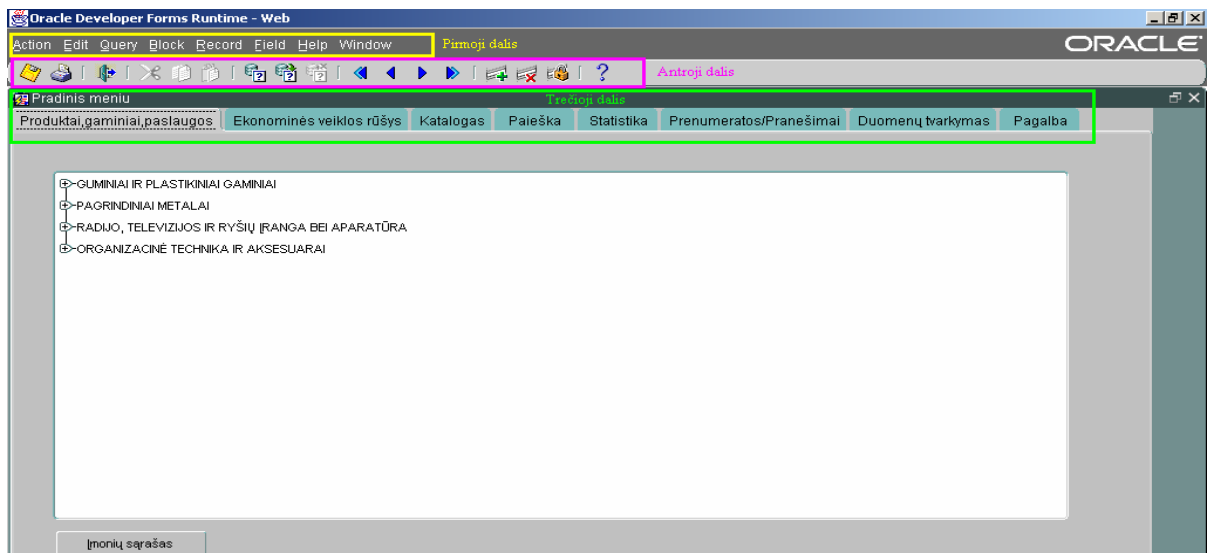 Oracle Developer Forms Runtime - Web
Action Edit Query Block Record Field Help Window Pirmoji dalis ORACLE
? Antroji dalis
Pradinis meniu Trečioji dalis
Produktai,gaminiai,paslaugos Ekonominės veiklos rūšys Katalogas Paieška Statistika Prenumeratos/Pranešimai Duomenų tvarkymas Pagalba
GUMINIAI IR PLASTIKINIAI GAMINIAI
PAGRINDINIAI METALAI
RADIJO, TELEVIZIJOS IR RYŠIŲ ĮRANGA BEI APARATŪRA
ORGANIZACINĖ TECHNIKA IR AKSESUARAI
Įmonių sąrašas